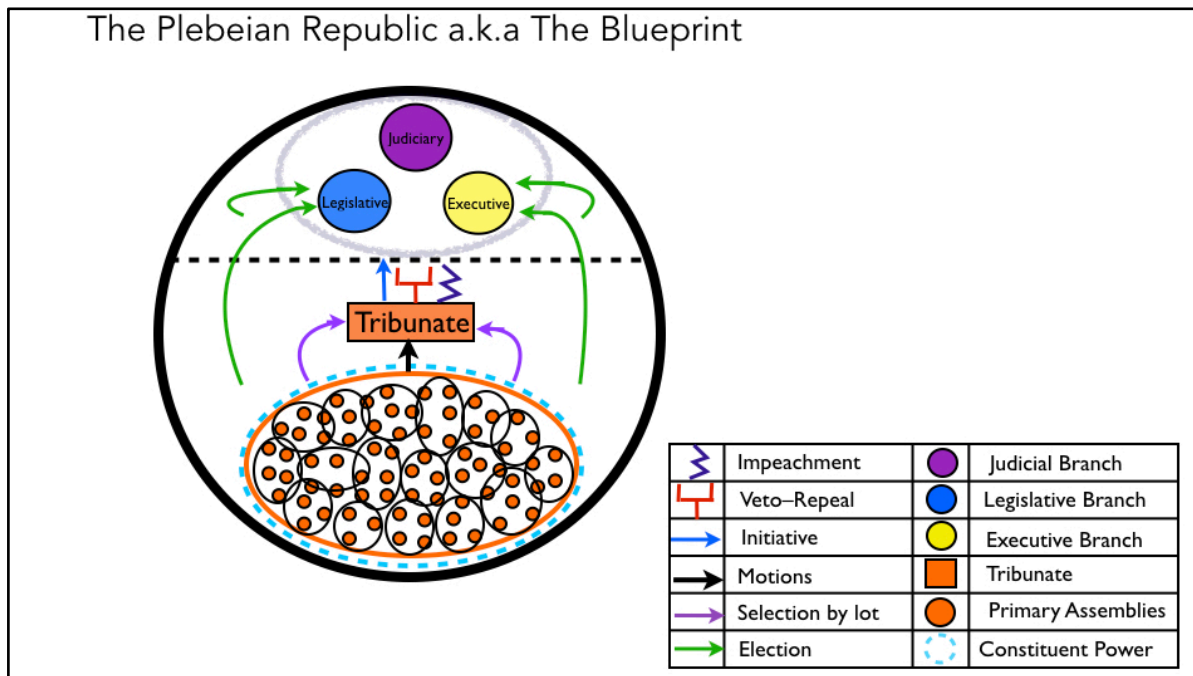 The Plebeian Republic a.k.a The Blueprint
Judiciary
Legislative
Executive
Tribunate
Impeachment
Judicial Branch
Veto–Repeal
Legislative Branch
Initiative
Executive Branch
Motions
Tribunate
Selection by lot
Primary Assemblies
Election
Constituent Power